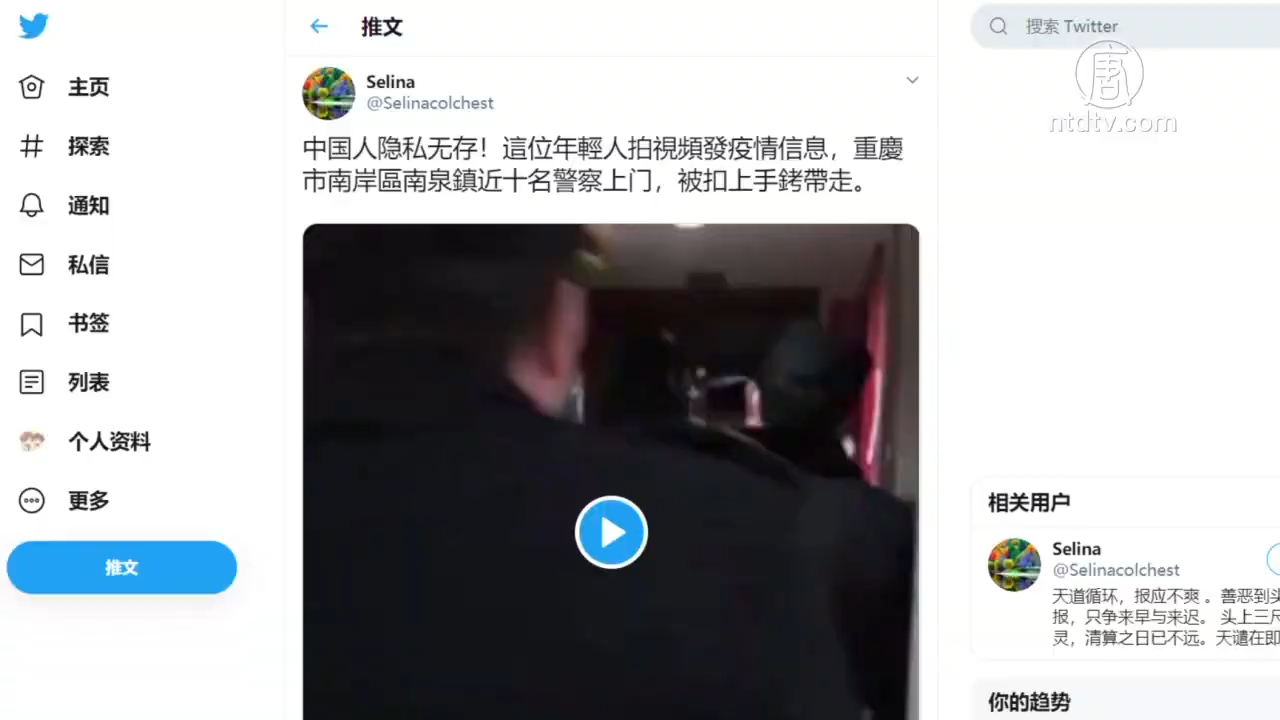 推文
搜索 Twitter
唐
ntdtv.com
主页
探索
通知
私信
书签
列表
个人资料
更多
推文
Selina
@Selinacolchest
中国人隐私无存！這位年輕人拍視頻發疫情信息，重慶
市南岸區南泉鎮近十名警察上门，被扣上手銬帶走。
相关用户
Selina
@Selinacolchest
天道循环，报应不爽 。善恶到头
报，只争来早与来迟。 头上三尺
灵，清算之日已不远。天谴在即
你的趋势